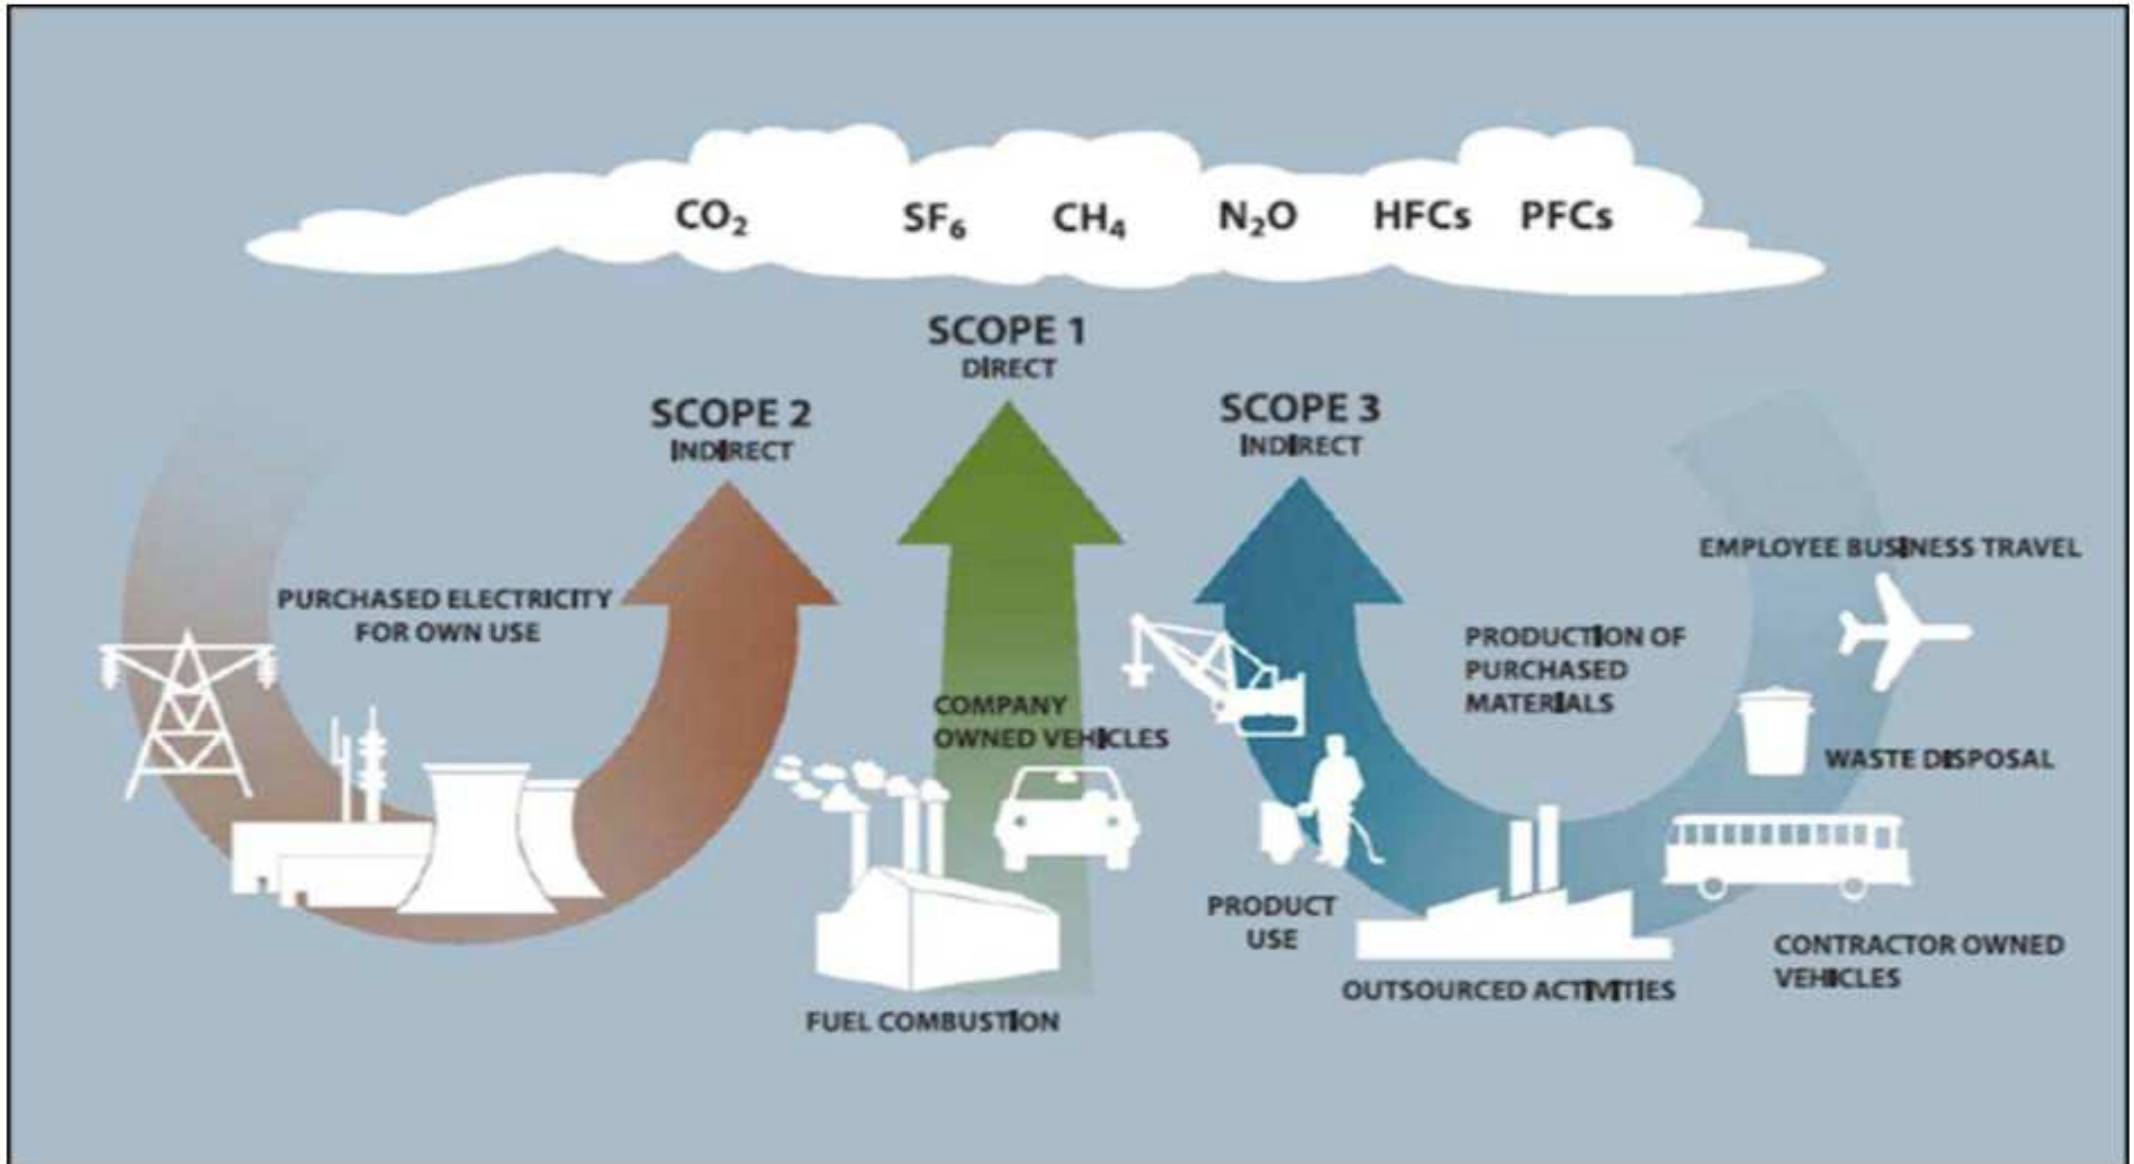 CO₂ SF₆ CH₄ N₂O HFCs PFCs
SCOPE 1
DIRECT
SCOPE 2
INDIRECT
SCOPE 3
INDIRECT
PURCHASED ELECTRICITY
FOR OWN USE
COMPANY
OWNED VEHICLES
FUEL COMBUSTION
EMPLOYEE BUSINESS TRAVEL
PRODUCTION OF
PURCHASED
MATERIALS
WASTE DISPOSAL
PRODUCT
USE
OUTSOURCED ACTIVITIES
CONTRACTOR OWNED
VEHICLES